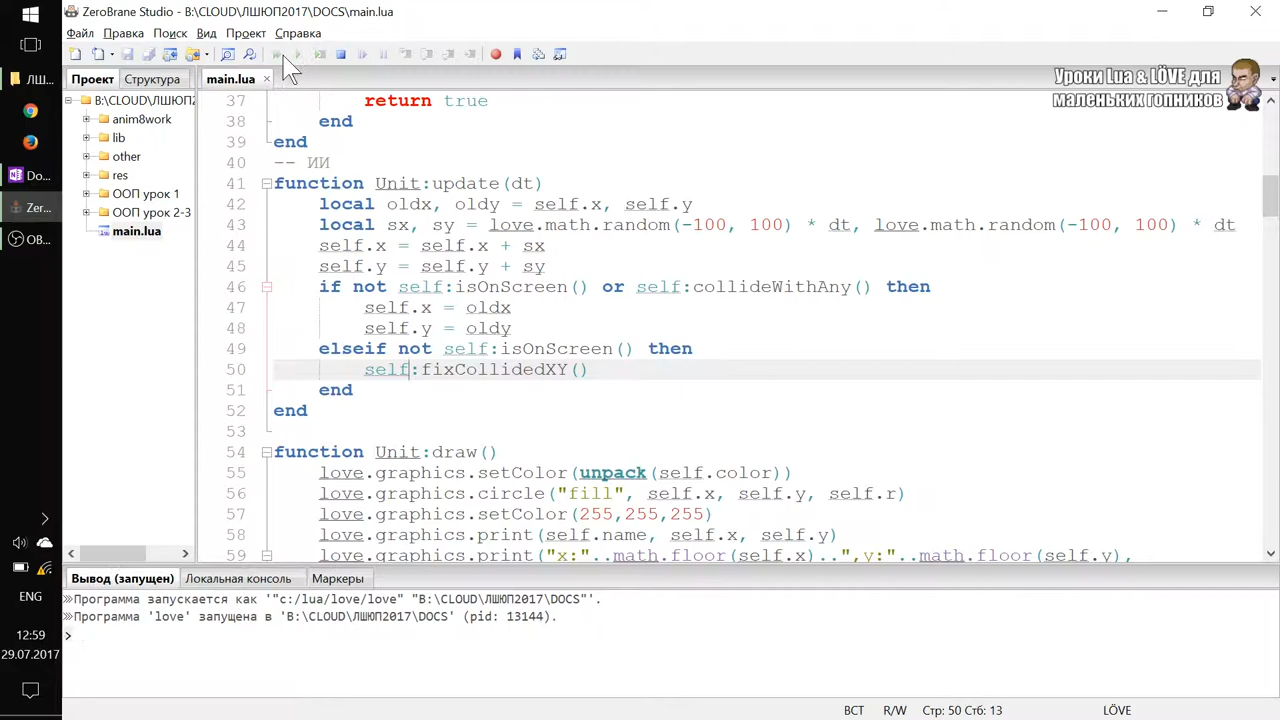 ZeroBrane Studio - B:\CLOUD\ЛШЮП2017\DOCS\main.lua
Файл Правка Поиск Вид Проект Справка
ЛШ...
Do...
Zer...
OB...
ENG
12:59
29.07.2017
Проект Структура
B:\CLOUD\ЛШЮП2
anim8work
lib
other
res
ООП урок 1
ООП урок 2-3
main.lua
main.lua ×
Уроки Lua & LÖVE для
маленьких гопников
37 return true
38 end
39 end
40 -- ИИ
41 function Unit:update(dt)
42 local oldx, oldy = self.x, self.y
43 local sx, sy = love.math.random(-100, 100) * dt, love.math.random(-100, 100) * dt
44 self.x = self.x + sx
45 self.y = self.y + sy
46 if not self:isOnScreen() or self:collideWithAny() then
47 self.x = oldx
48 self.y = oldy
49 elseif not self:isOnScreen() then
50 self:fixCollidedXY()
51 end
52 end
53
54 function Unit:draw()
55 love.graphics.setColor(unpack(self.color))
56 love.graphics.circle("fill", self.x, self.y, self.r)
57 love.graphics.setColor(255,255,255)
58 love.graphics.print(self.name, self.x, self.y)
59 love.graphics.print("x:"..math.floor(self.x)..",y:"..math.floor(self.y),
Вывод (запущен) Локальная консоль Маркеры
Программа запускается как '"c:/lua/love/love" "B:\CLOUD\ЛШЮП2017\DOCS"'.
Программа 'love' запущена в 'B:\CLOUD\ЛШЮП2017\DOCS' (pid: 13144).
>
ВСТ R/W Стр: 50 Стб: 13 LÖVE